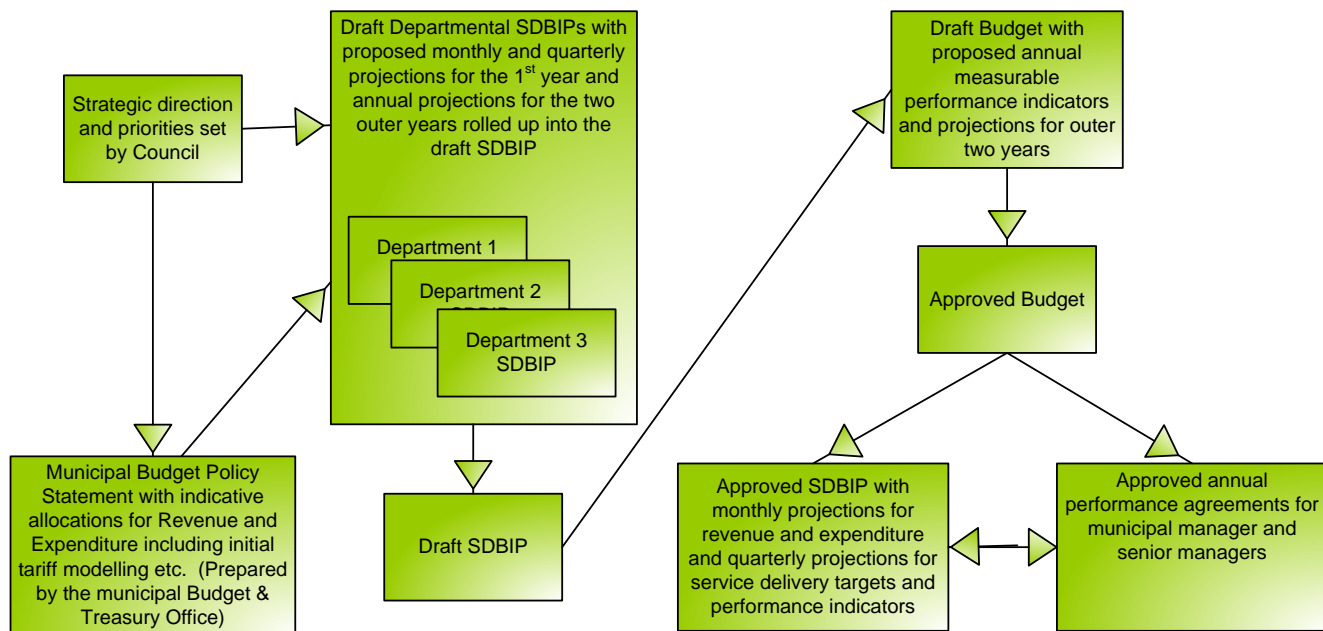 Strategic direction
and priorities set
by Council
Draft Departmental SDBIPs with
proposed monthly and quarterly
projections for the 1st year and
annual projections for the two
outer years rolled up into the
draft SDBIP
Department 1
Department 2
Department 3
SDBIP
Municipal Budget Policy
Statement with indicative
allocations for Revenue and
Expenditure including initial
tariff modelling etc. (Prepared
by the municipal Budget &
Treasury Office)
Draft SDBIP
Draft Budget with
proposed annual
measurable
performance indicators
and projections for outer
two years
Approved Budget
Approved SDBIP with
monthly projections for
revenue and expenditure
and quarterly projections for
service delivery targets and
performance indicators
Approved annual
performance agreements for
municipal manager and
senior managers